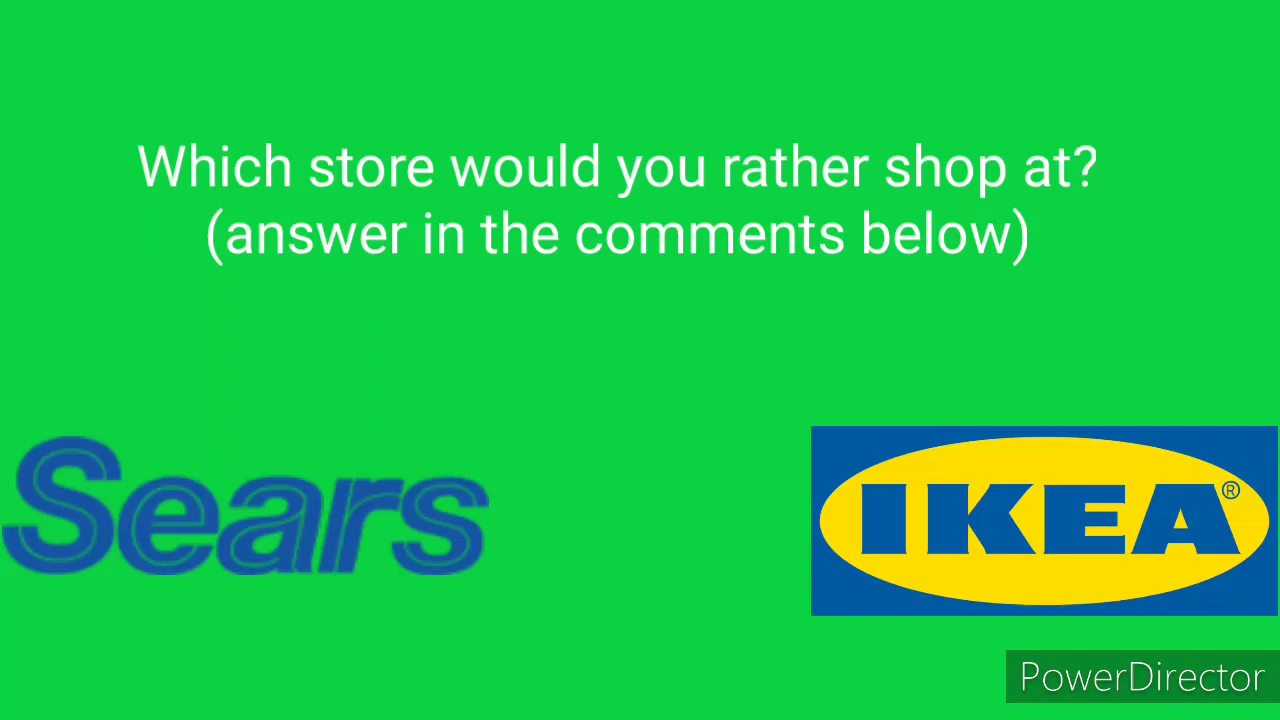 Which store would you rather shop at?
(answer in the comments below)
Sears
IKEA®
PowerDirector